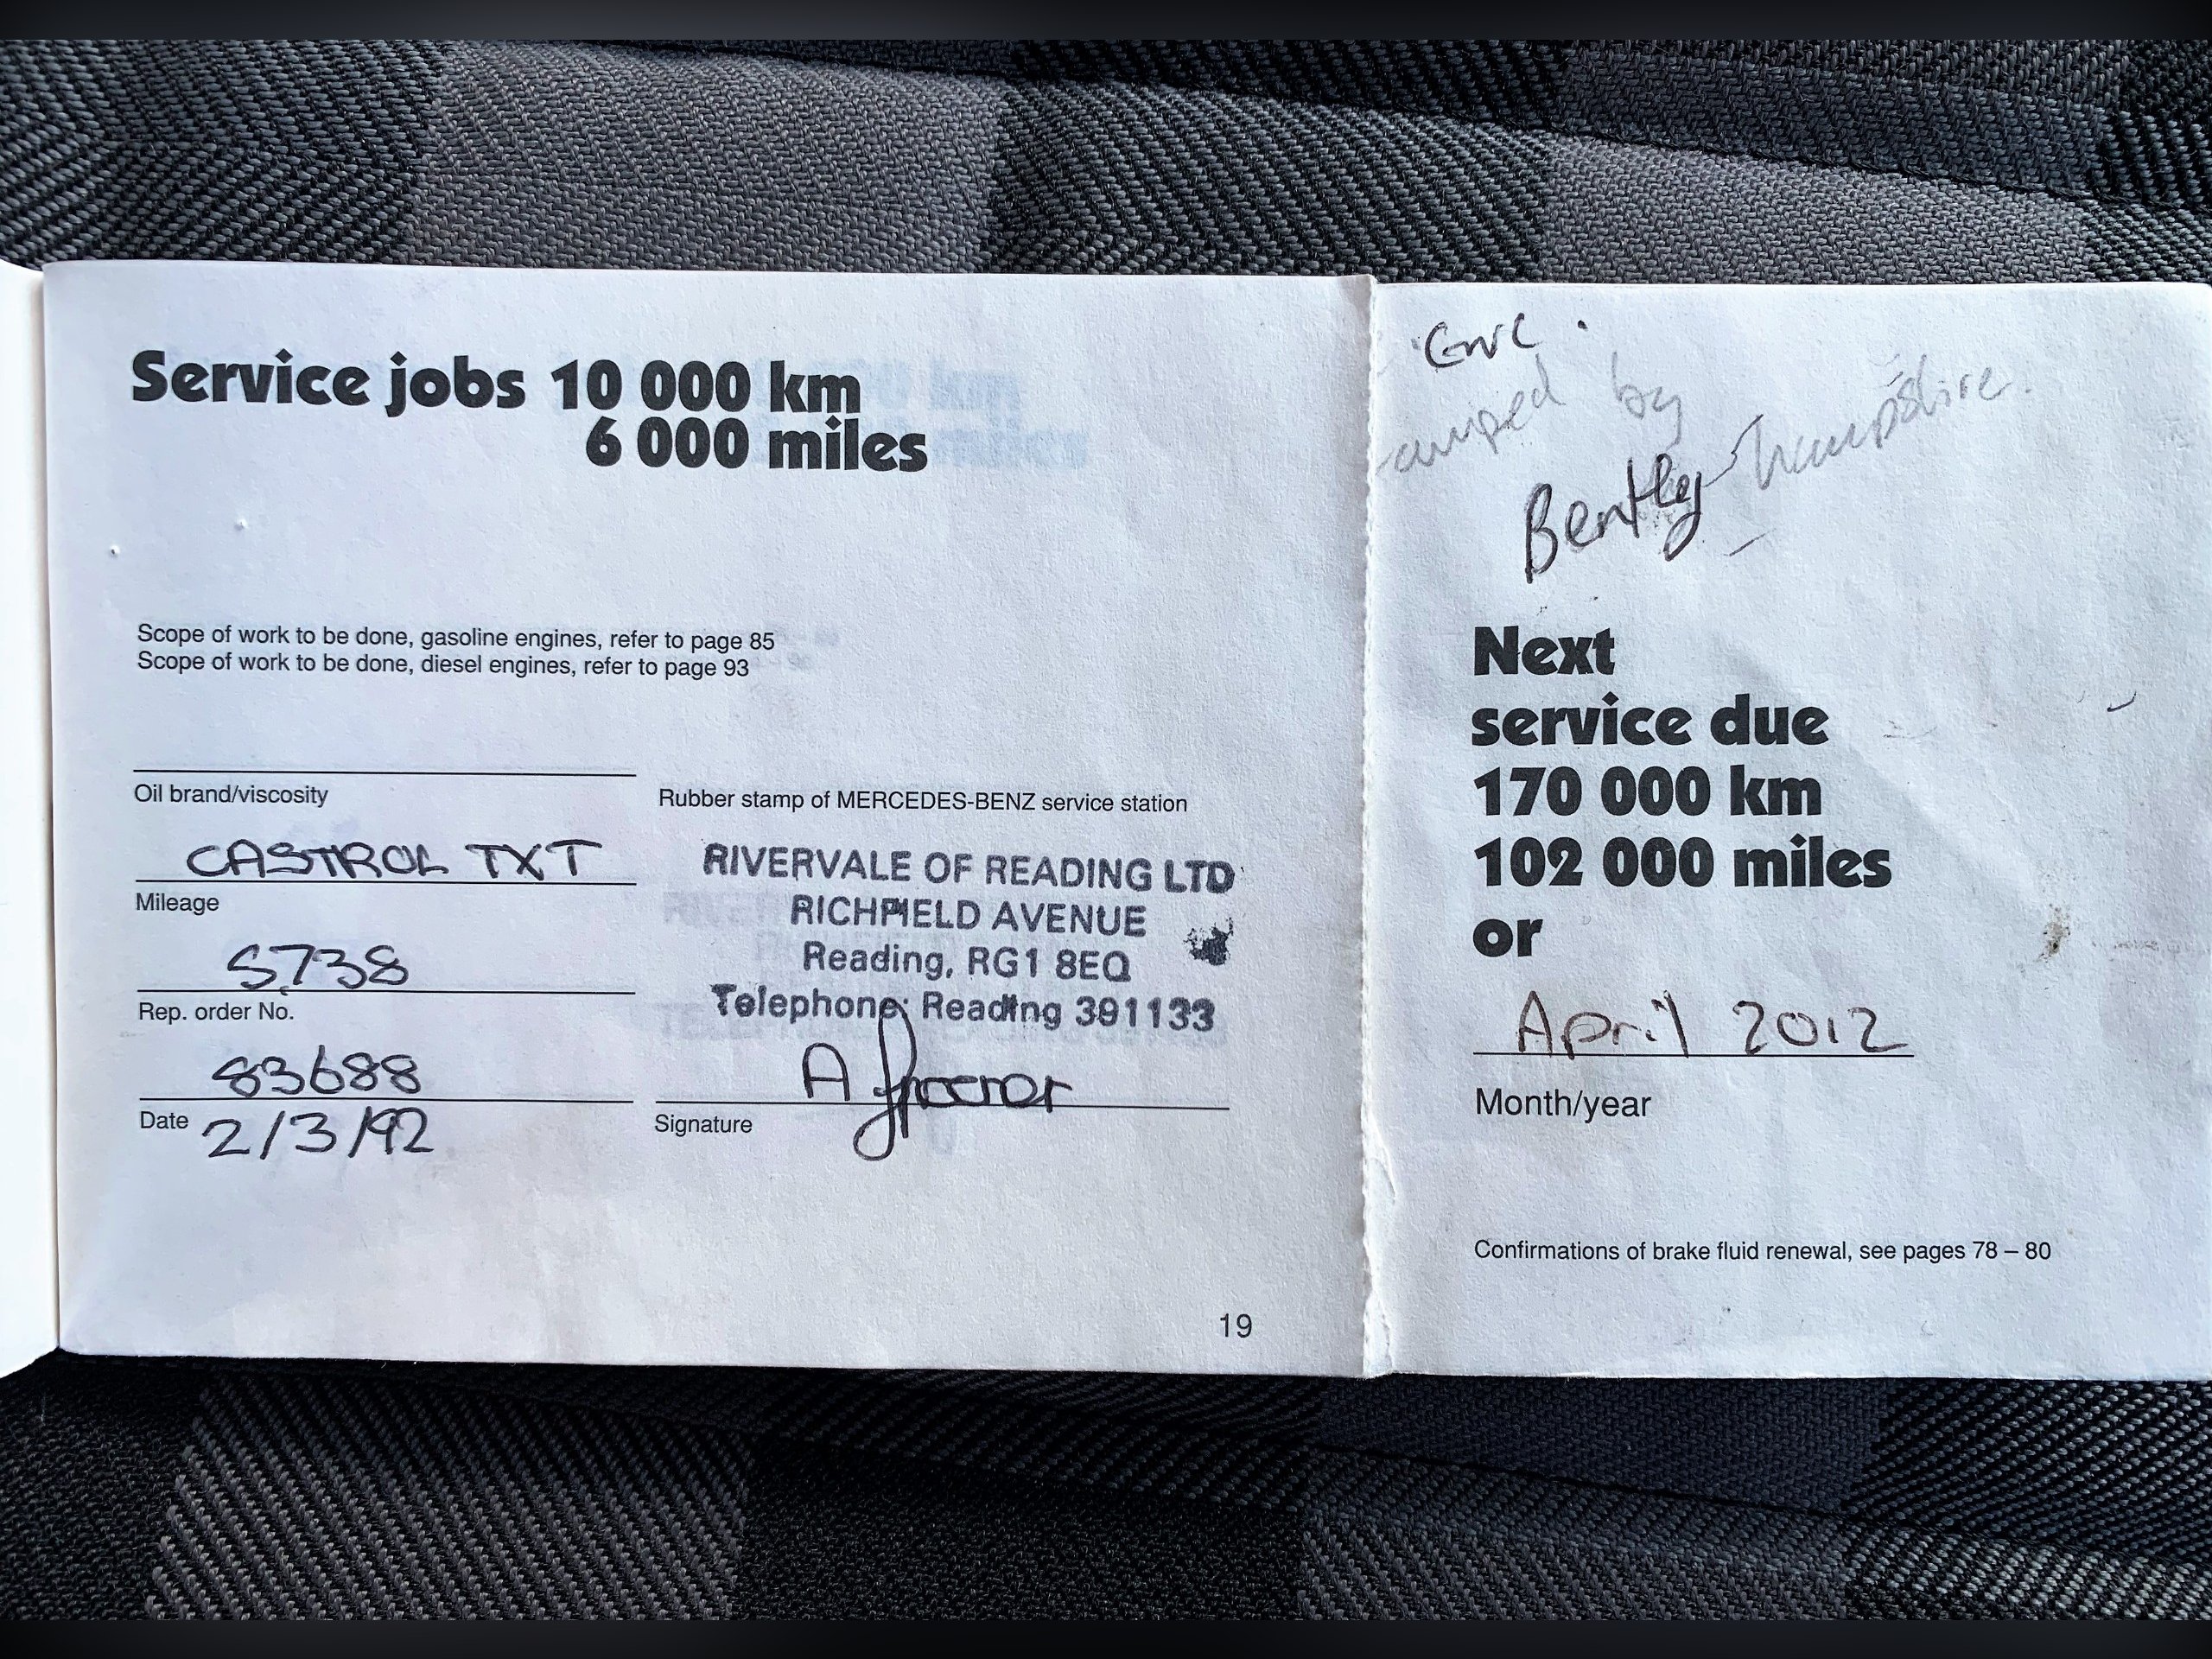 Service jobs 10 000 km
6 000 miles
Scope of work to be done, gasoline engines, refer to page 85
Scope of work to be done, diesel engines, refer to page 93
Oil brand/viscosity
CASTROL TXT
Mileage
5738
Rep. order No.
83688
Date 2/3/92
Rubber stamp of MERCEDES-BENZ service station
RIVERVALE OF READING LTD
RICHFIELD AVENUE
Reading, RG1 8EQ
Telephone: Reading 391133
A
Signature
19
by
Bentley Hampshire.
Next
service due
170 000 km
102 000 miles
or
April 2012
Month/year
Confirmations of brake fluid renewal, see pages 78 – 80